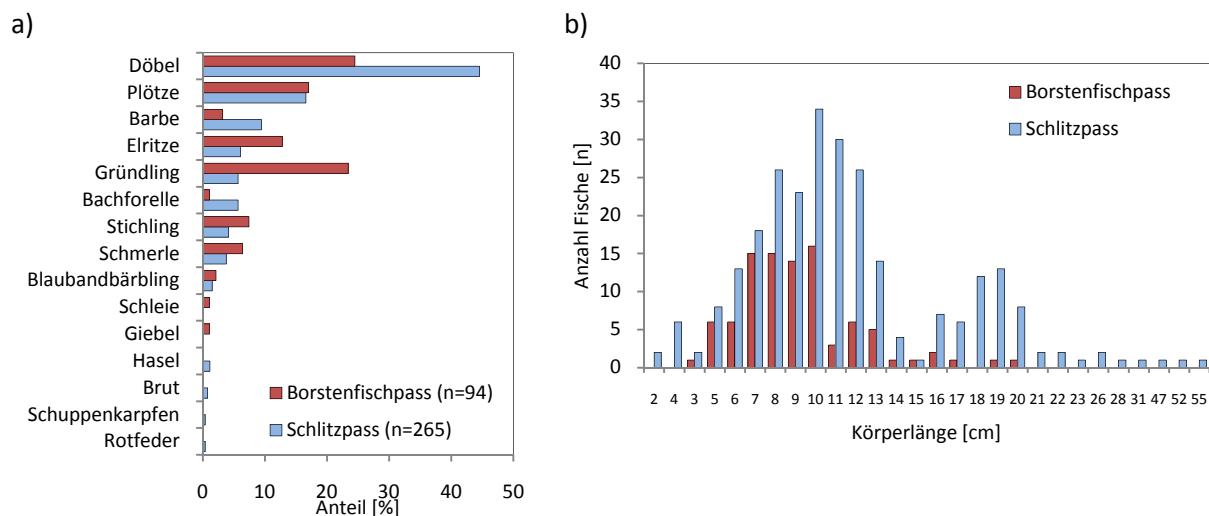 a)
Döbel
Plötze
Barbe
Elritze
Gründling
Bachforelle
Stichling
Schmerle
Blaubandbärbling
Schleie
Giebel
Hasel
Brut
Schuppenkarpfen
Rotfeder
Borstenfischpass (n=94)
Schlitzpass (n=265)
0 10 20 30 40 50
Anteil [%]
b)
Anzahl Fische [n]
40
35
30
25
20
15
10
5
0
Borstenfischpass
Schlitzpass
2 4 3 5 6 7 8 9 10 11 12 13 14 15 16 17 18 19 20 21 22 23 26 28 31 47 52 55
Körperlänge [cm]